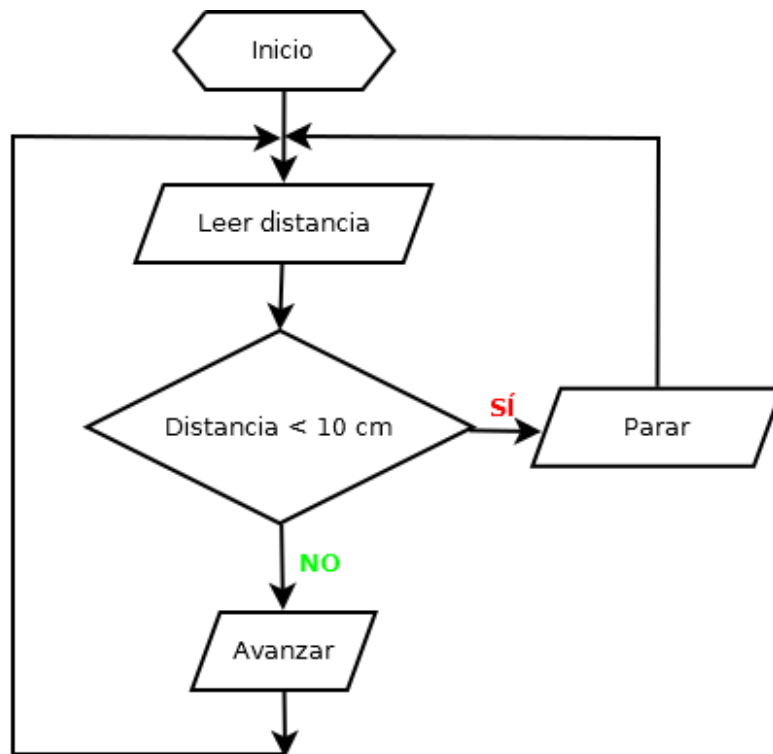 Inicio
Leer distancia
Distancia < 10 cm
SÍ
Parar
NO
Avanzar